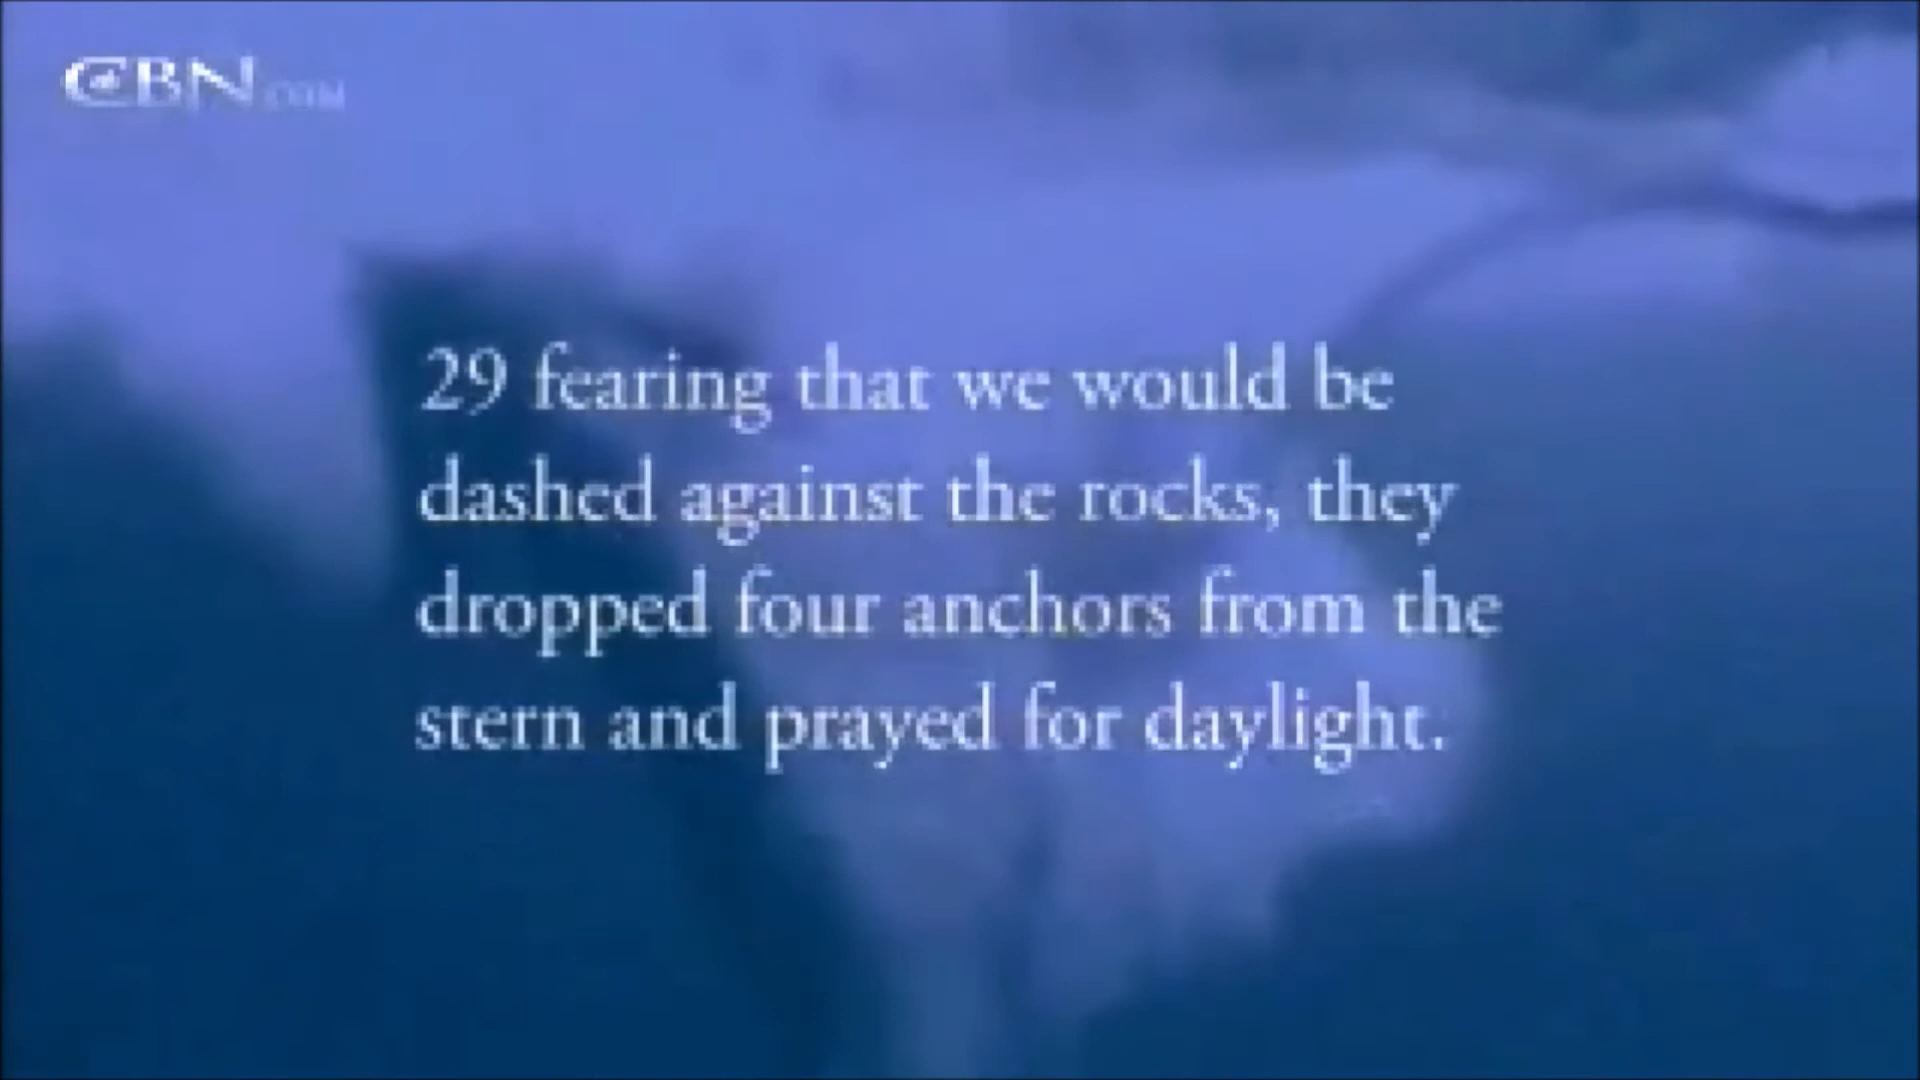 CBN.COM
29 fearing that we would be
dashed against the rocks, they
dropped four anchors from the
stern and prayed for daylight.